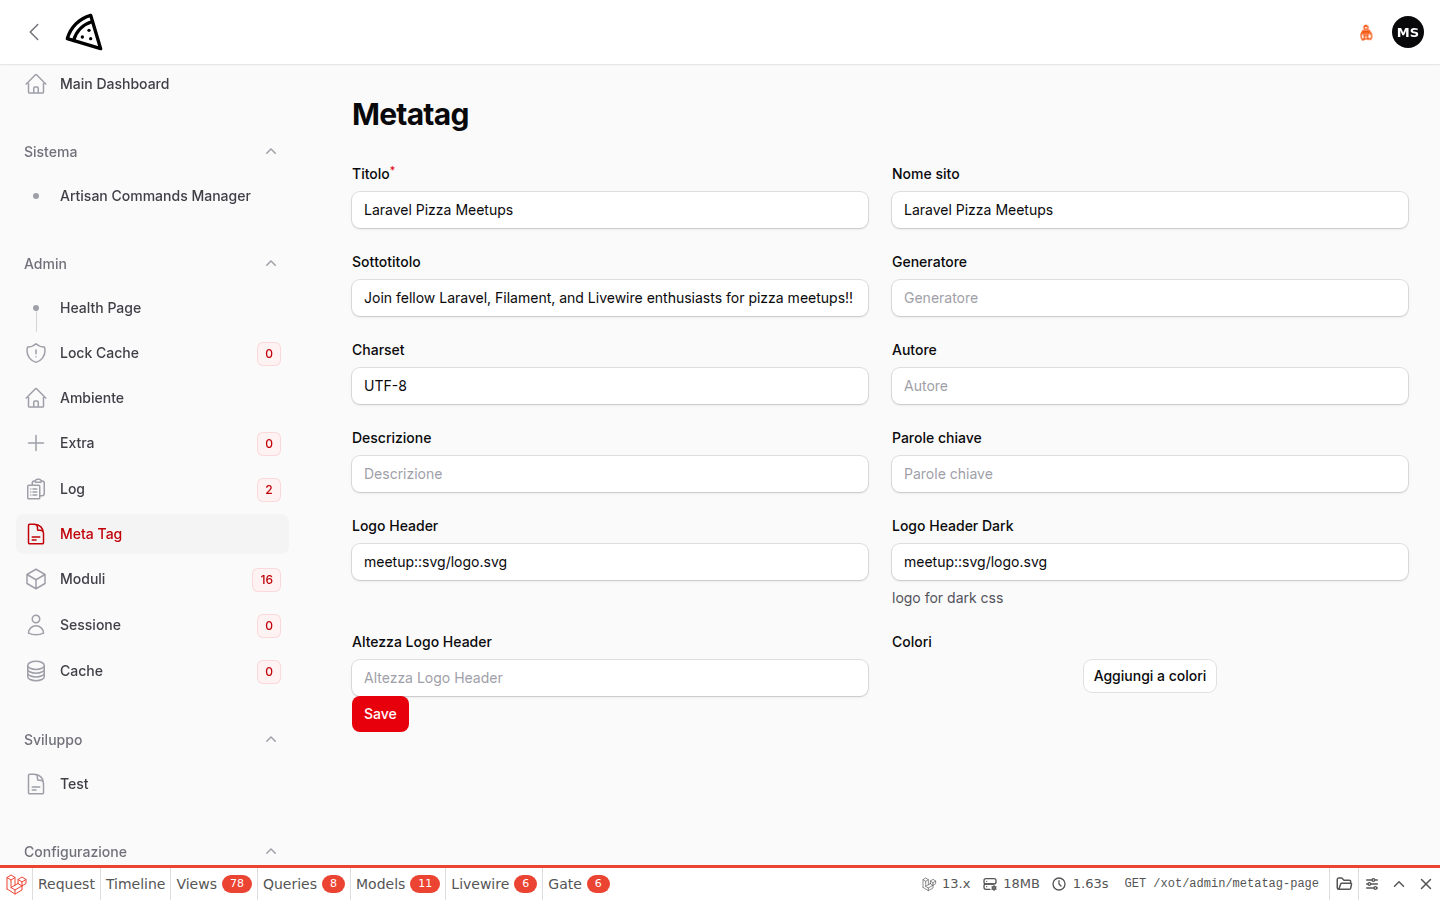 MS
Main Dashboard
Sistema
Artisan Commands Manager
Admin
Health Page
Lock Cache 0
Ambiente
Extra 0
Log 2
Meta Tag
Moduli 16
Sessione 0
Cache 0
Sviluppo
Test
Configurazione
Metatag
Titolo*
Laravel Pizza Meetups
Nome sito
Laravel Pizza Meetups
Sottotitolo
Join fellow Laravel, Filament, and Livewire enthusiasts for pizza meetups!!
Generatore
Generatore
Charset
UTF-8
Autore
Autore
Descrizione
Descrizione
Parole chiave
Parole chiave
Logo Header
meetup::svg/logo.svg
Logo Header Dark
meetup::svg/logo.svg
logo for dark css
Altezza Logo Header
Altezza Logo Header
Colori
Aggiungi a colori
Save
Request Timeline Views 78 Queries 8 Models 11 Livewire 6 Gate 6 13.x 18MB 1.63s GET /xot/admin/metatag-page